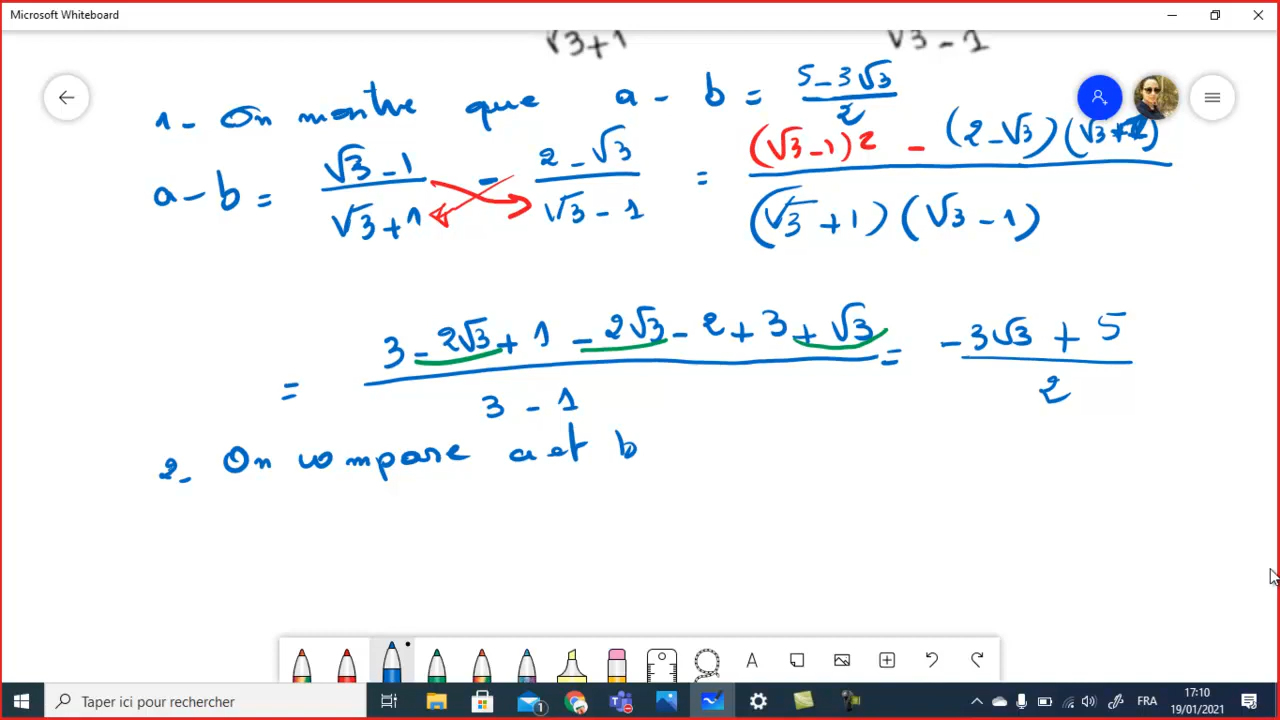 Microsoft Whiteboard
√3+1 √3-1
1- On montre que a - b = (5-3√3)/2
a-b = (√3-1)/(√3+1) - (2-√3)/(√3-1) = ((√3-1)2 - (2-√3)(√3+1))/((√3+1)(√3-1))
= (3-2√3+1-2√3-2+3+√3)/(3-1) = (-3√3+5)/2
2- On compare a et b
A
Taper ici pour rechercher
1
FRA
17:10
19/01/2021